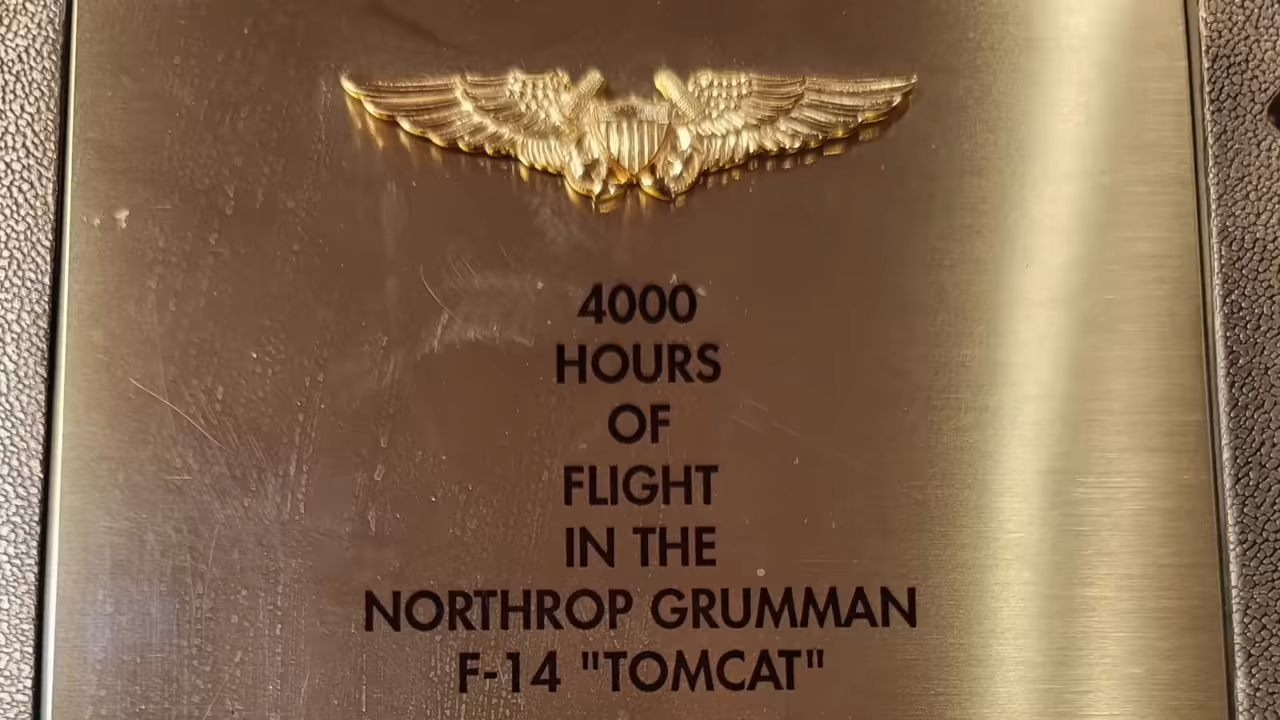 4000
HOURS
OF
FLIGHT
IN THE
NORTHROP GRUMMAN
F-14 "TOMCAT"